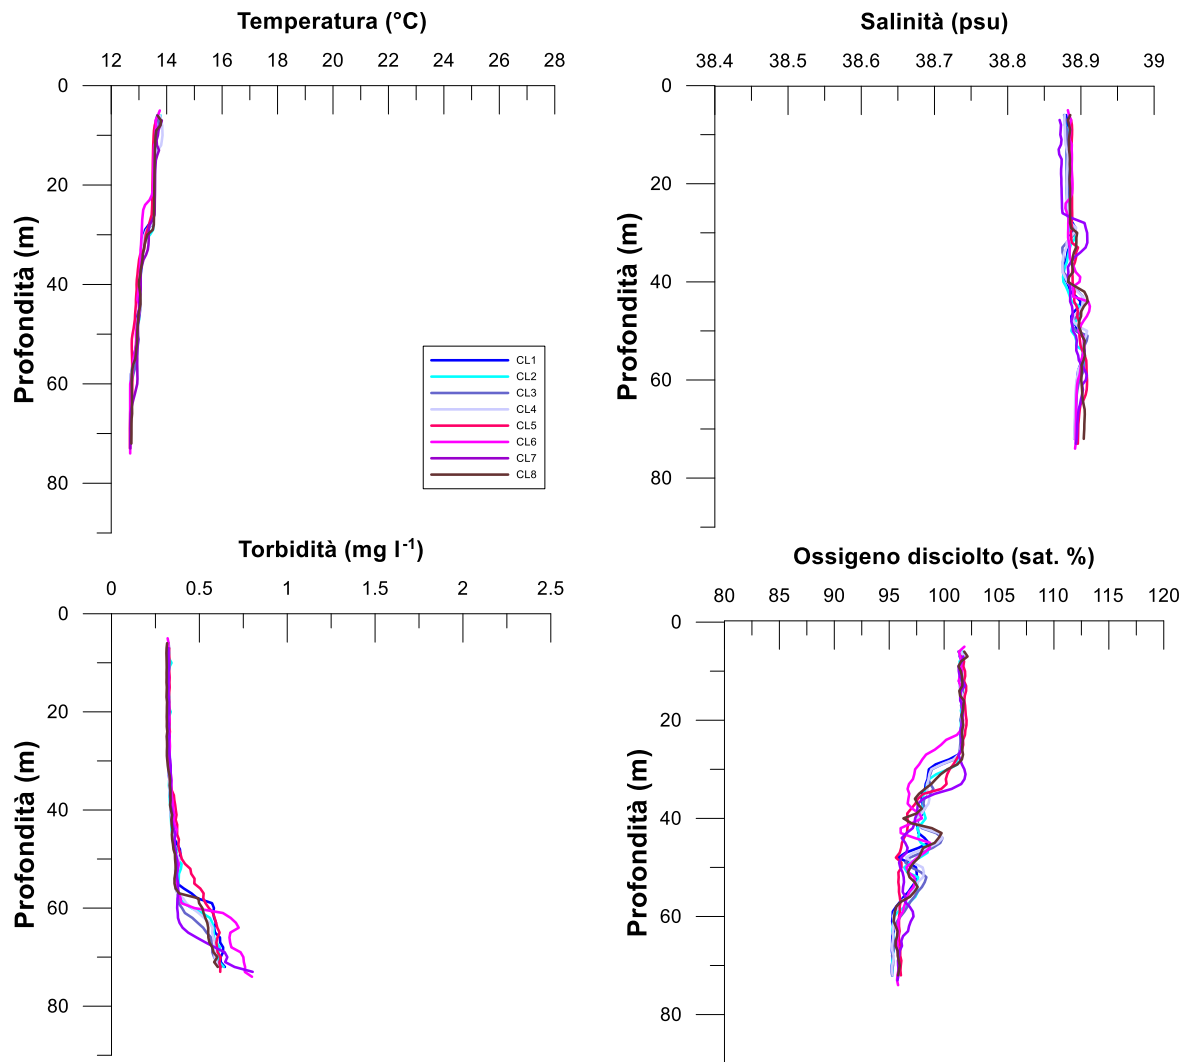 Temperatura (°C)
12 14 16 18 20 22 24 26 28
0
20
40
60
80
Profondità (m)
CL1
CL2
CL3
CL4
CL5
CL6
CL7
CL8
Salinità (psu)
38.4 38.5 38.6 38.7 38.8 38.9 39
0
20
40
60
80
Profondità (m)
Torbidità (mg l⁻¹)
0 0.5 1 1.5 2 2.5
0
20
40
60
80
Profondità (m)
Ossigeno disciolto (sat. %)
80 85 90 95 100 105 110 115 120
0
20
40
60
80
Profondità (m)